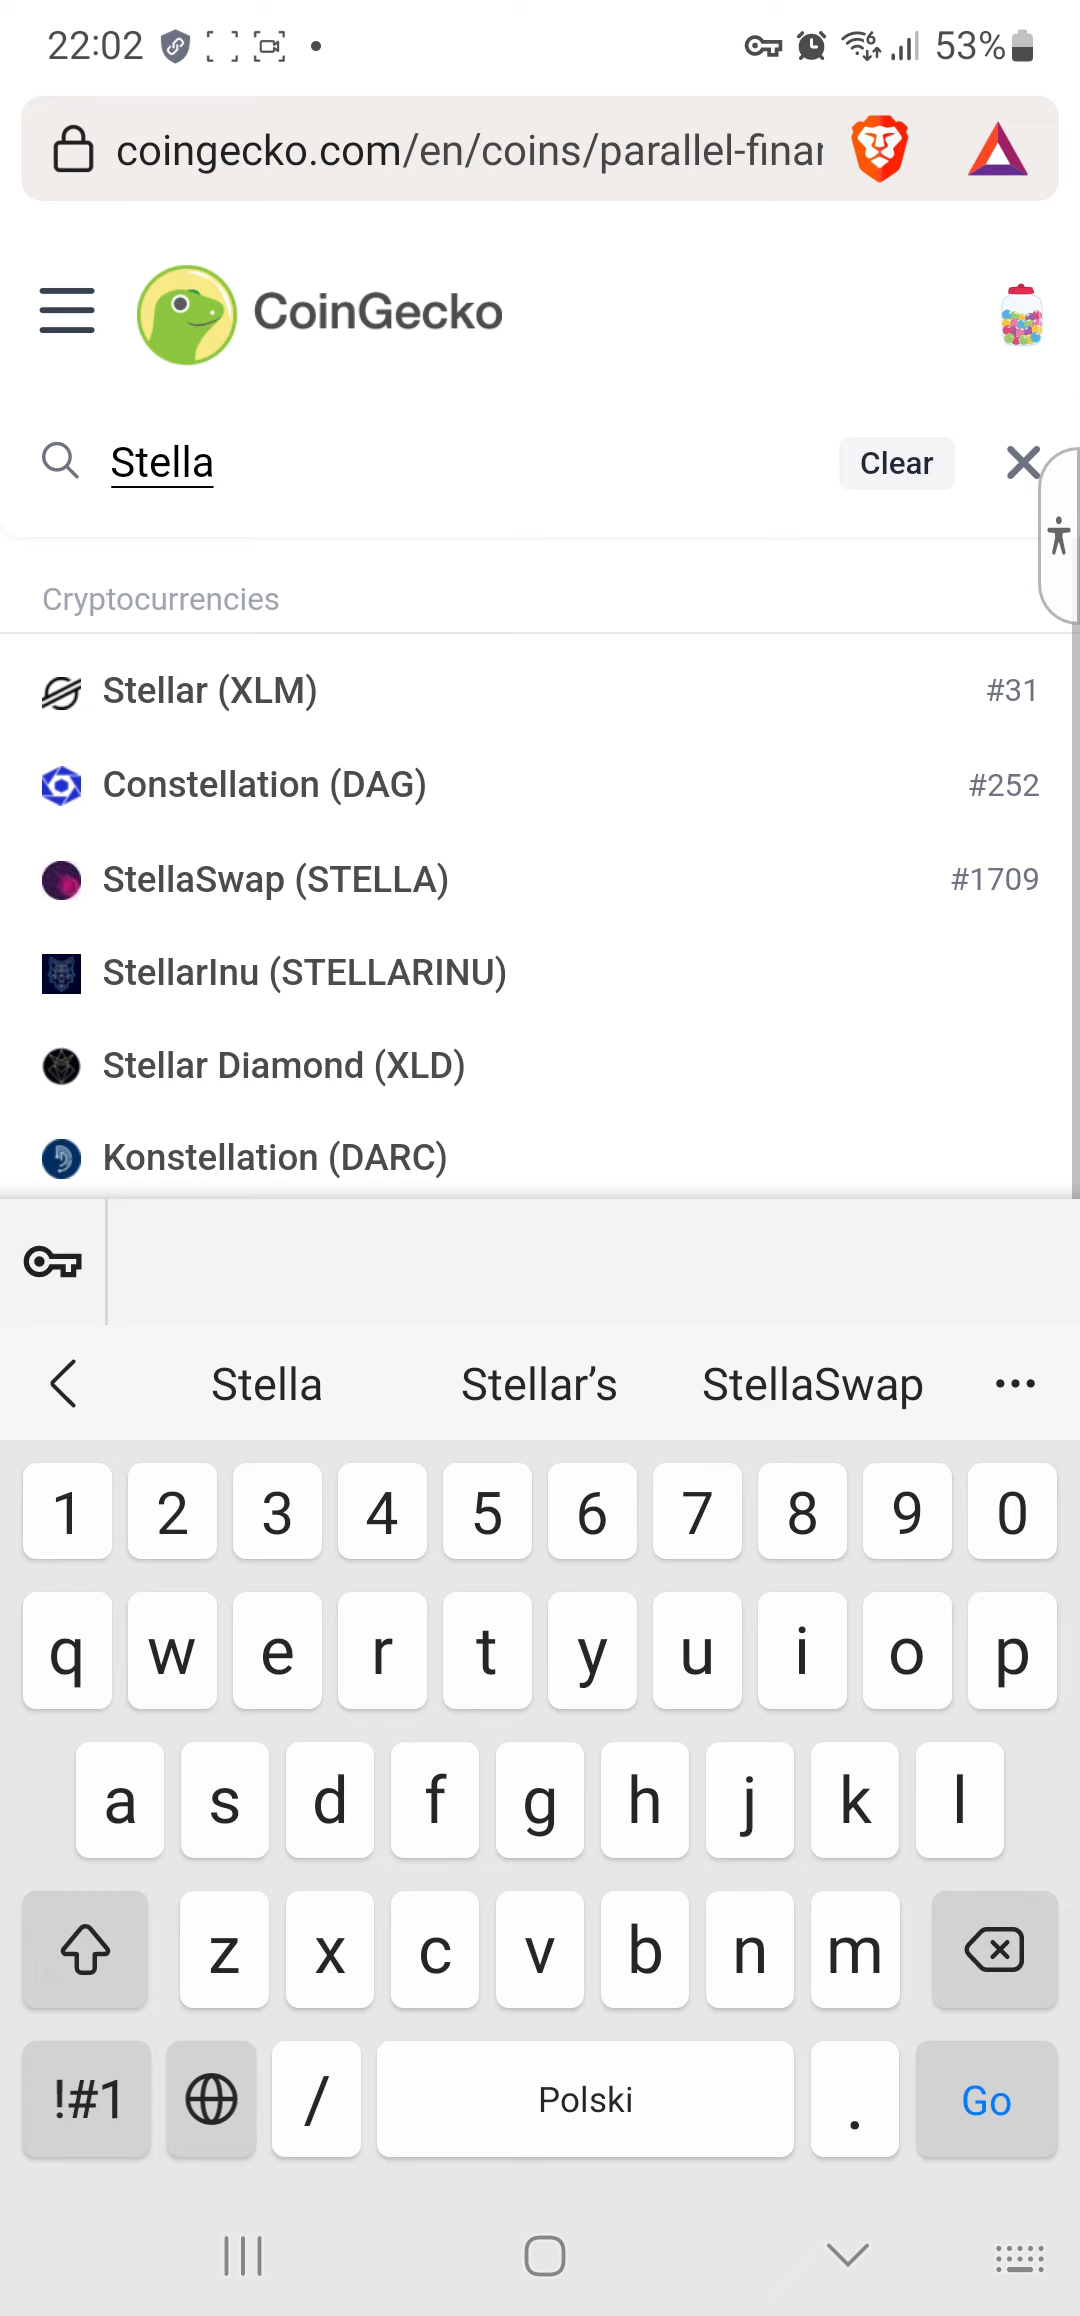 22:02 53%
coingecko.com/en/coins/parallel-finan
CoinGecko
Stella Clear
Cryptocurrencies
Stellar (XLM) #31
Constellation (DAG) #252
StellaSwap (STELLA) #1709
StellarInu (STELLARINU)
Stellar Diamond (XLD)
Konstellation (DARC)
Stella Stellar’s StellaSwap ...
1 2 3 4 5 6 7 8 9 0
q w e r t y u i o p
a s d f g h j k l
z x c v b n m
!#1 / Polski . Go